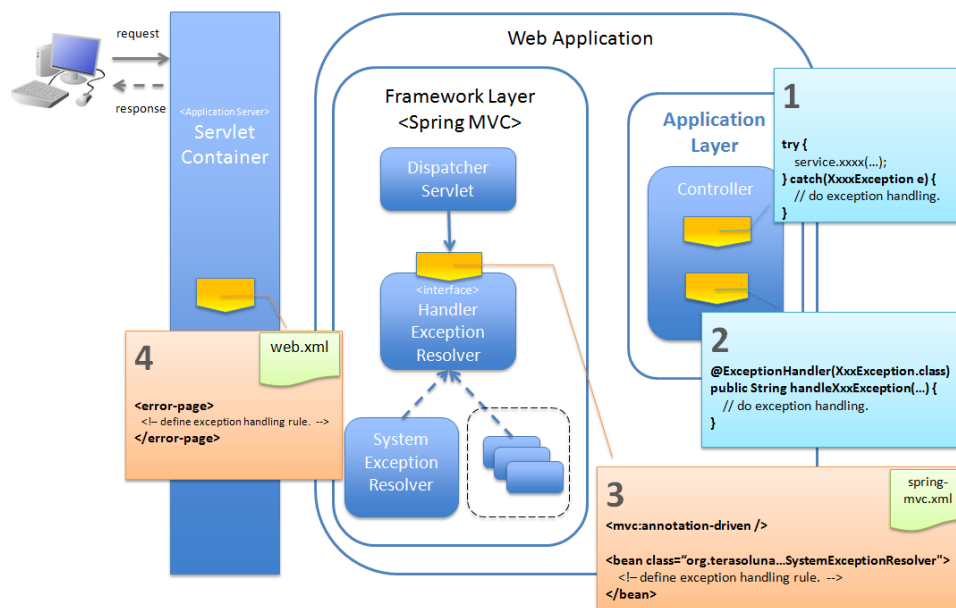 request
response
<Application Server>
Servlet
Container
Web Application
Framework Layer
<Spring MVC>
Dispatcher
Servlet
<interface>
Handler
Exception
Resolver
System
Exception
Resolver
Application
Layer
Controller
1
try {
service.xxxx(...);
} catch(XxxxException e) {
// do exception handling.
}
2
@ExceptionHandler(XxxException.class)
public String handleXxxException(...) {
// do exception handling.
}
3
spring-
mvc.xml
<mvc:annotation-driven />
<bean class=“org.terasoluna...SystemExceptionResolver">
<!– define exception handling rule. -->
</bean>
4
web.xml
<error-page>
<!– define exception handling rule. -->
</error-page>